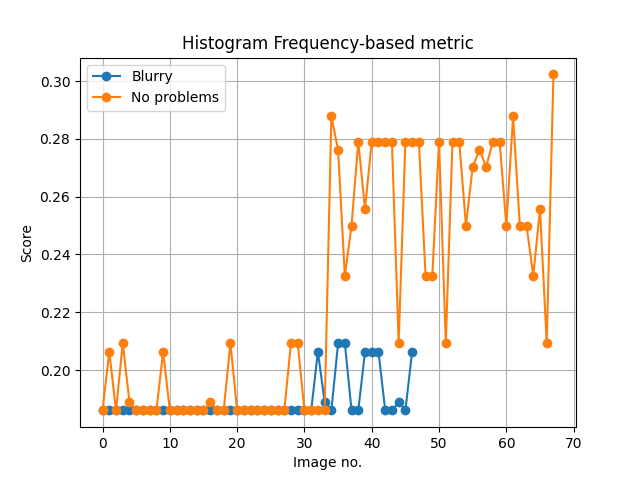 Histogram Frequency-based metric
Blurry
No problems
Score
0.30
0.28
0.26
0.24
0.22
0.20
0 10 20 30 40 50 60 70
Image no.